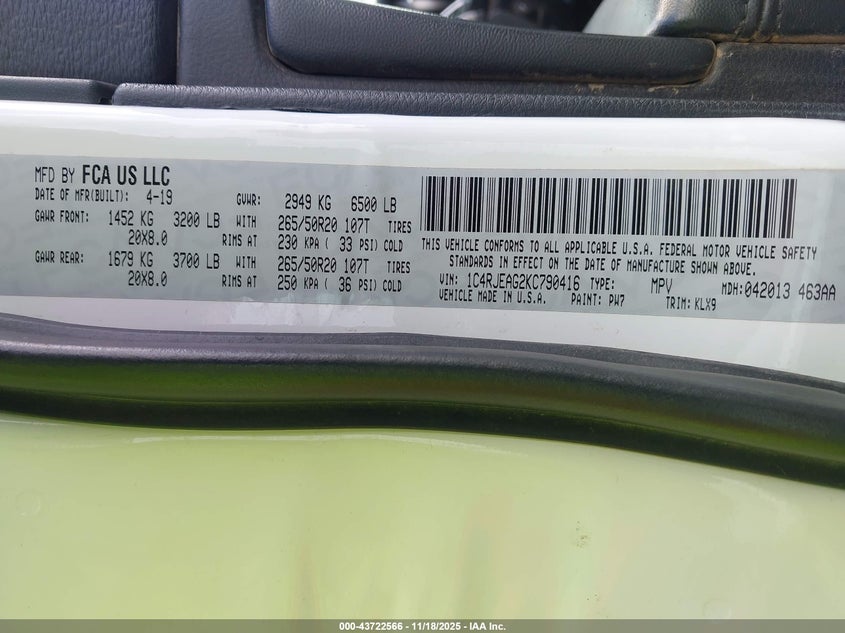 MFD BY FCA US LLC
DATE OF MFR(BUILT): 4-19 GVWR: 2949 KG 6500 LB
GAWR FRONT: 1452 KG 3200 LB WITH 265/50R20 107T TIRES
20X8.0 RIMS AT 230 KPA ( 33 PSI) COLD
GAWR REAR: 1679 KG 3700 LB WITH 265/50R20 107T TIRES
20X8.0 RIMS AT 250 KPA ( 36 PSI) COLD
THIS VEHICLE CONFORMS TO ALL APPLICABLE U.S.A. FEDERAL MOTOR VEHICLE SAFETY
STANDARDS IN EFFECT ON THE DATE OF MANUFACTURE SHOWN ABOVE.
VIN: 1C4RJEAG2KC790416 TYPE: MPV MDH:042013 463AA
VEHICLE MADE IN U.S.A. PAINT: PW7 TRIM: KLX9
000-43722566 - 11/18/2025 - IAA Inc.